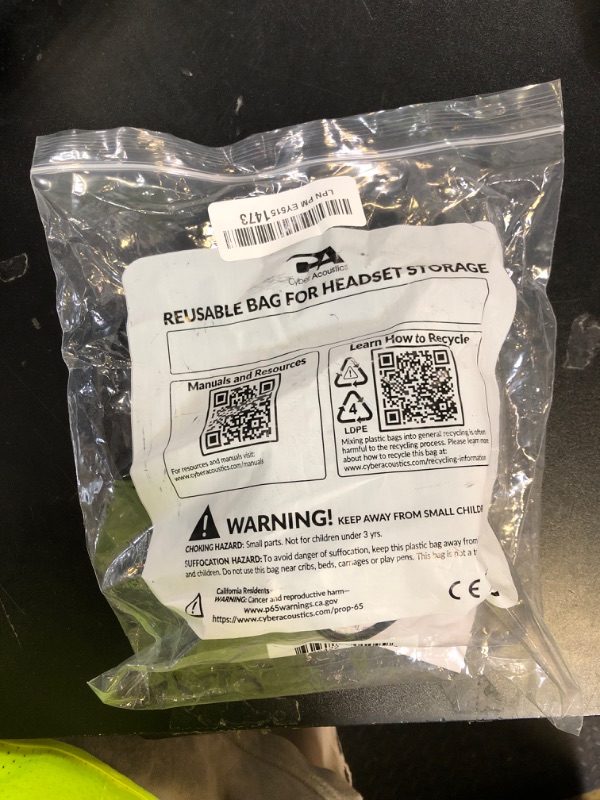 LPN PM EY5151473
CA
Cyber Acoustics
REUSABLE BAG FOR HEADSET STORAGE
Manuals and Resources
For resources and manuals visit:
www.cyberacoustics.com/manuals
Learn How to Recycle
4
LDPE
Mixing plastic bags into general recycling is often
harmful to the recycling process. Please learn more
about how to recycle this bag at:
www.cyberacoustics.com/recycling-information
WARNING! KEEP AWAY FROM SMALL CHILD
CHOKING HAZARD: Small parts. Not for children under 3 yrs.
SUFFOCATION HAZARD: To avoid danger of suffocation, keep this plastic bag away from
and children. Do not use this bag near cribs, beds, carriages or play pens. This bag is not a t
California Residents
WARNING: Cancer and reproductive harm--
www.p65warnings.ca.gov
https://www.cyberacoustics.com/prop-65
CE